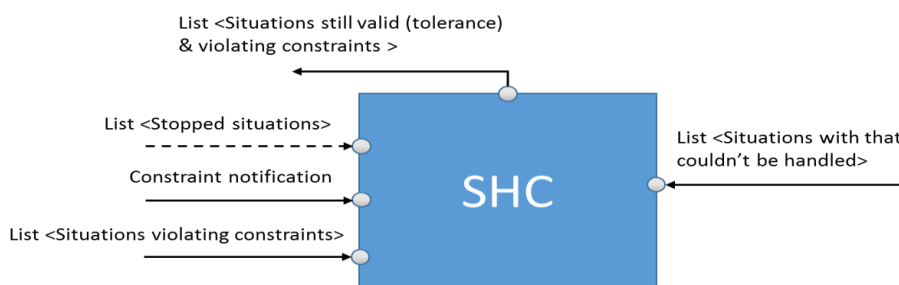 List <Situations still valid (tolerance)
& violating constraints >
List <Stopped situations>
Constraint notification
List <Situations violating constraints>
SHC
List <Situations with that
couldn't be handled>